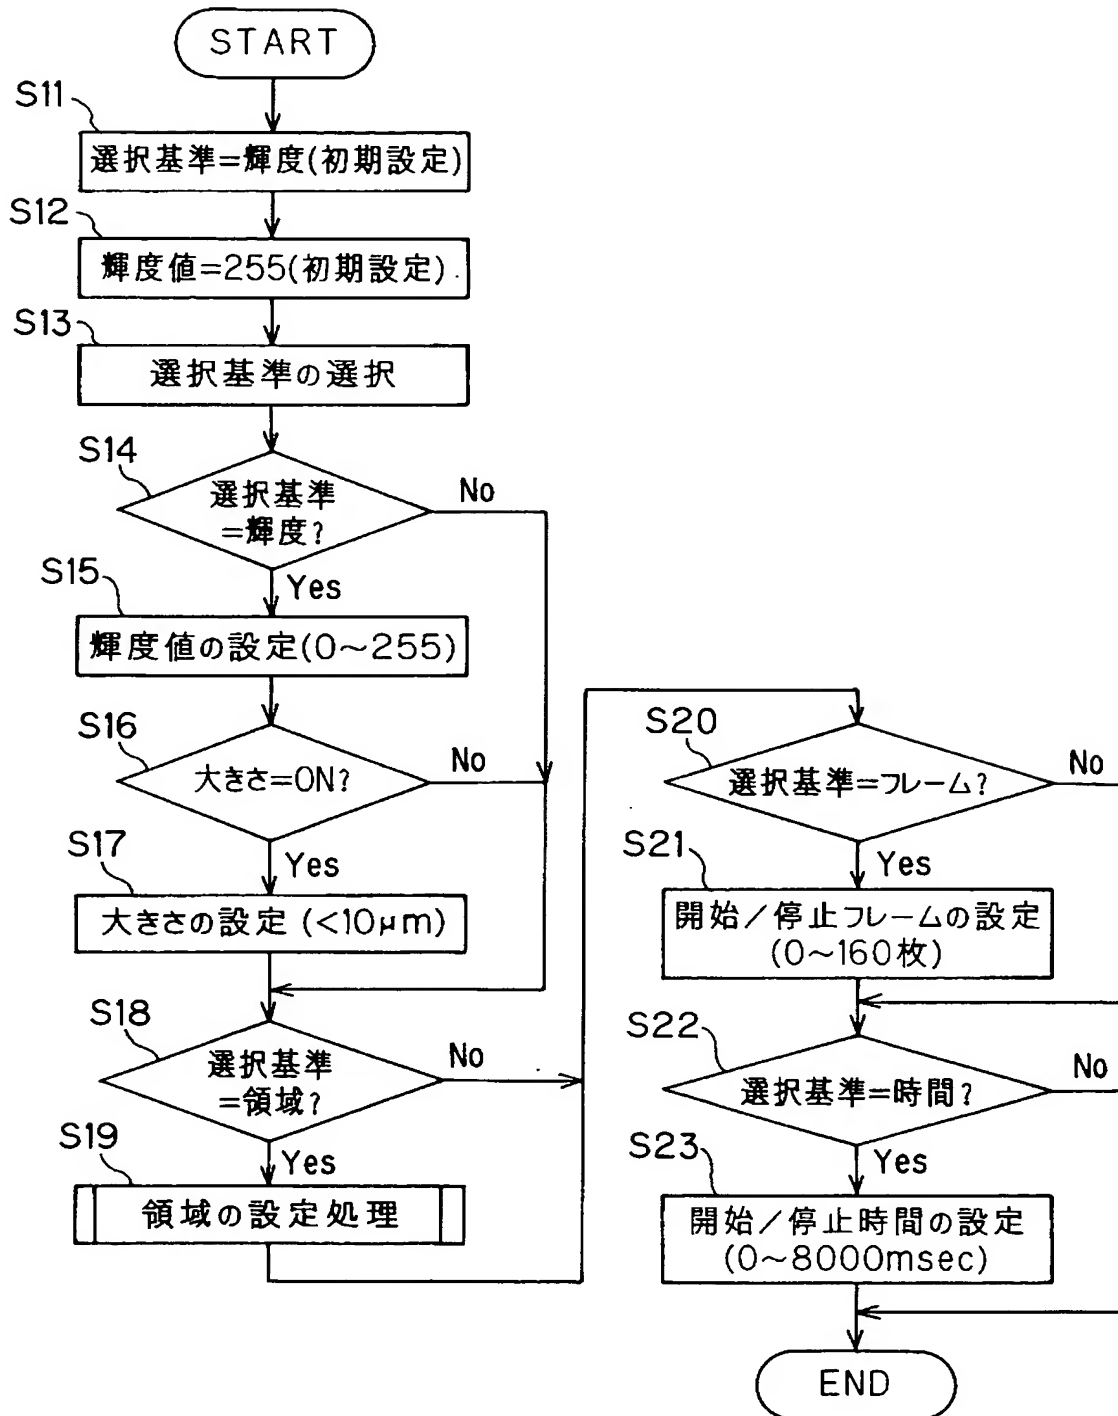 START
S11
選択基準=輝度(初期設定)
S12
輝度値=255(初期設定)
S13
選択基準の選択
S14
選択基準
=輝度?
No
Yes
S15
輝度値の設定(0~255)
S16
大きさ=ON?
No
Yes
S17
大きさの設定 (<10μm)
S18
選択基準
=領域?
No
Yes
S19
領域の設定処理
S20
選択基準=フレーム?
No
Yes
S21
開始/停止フレームの設定
(0~160枚)
S22
選択基準=時間?
No
Yes
S23
開始/停止時間の設定
(0~8000msec)
END